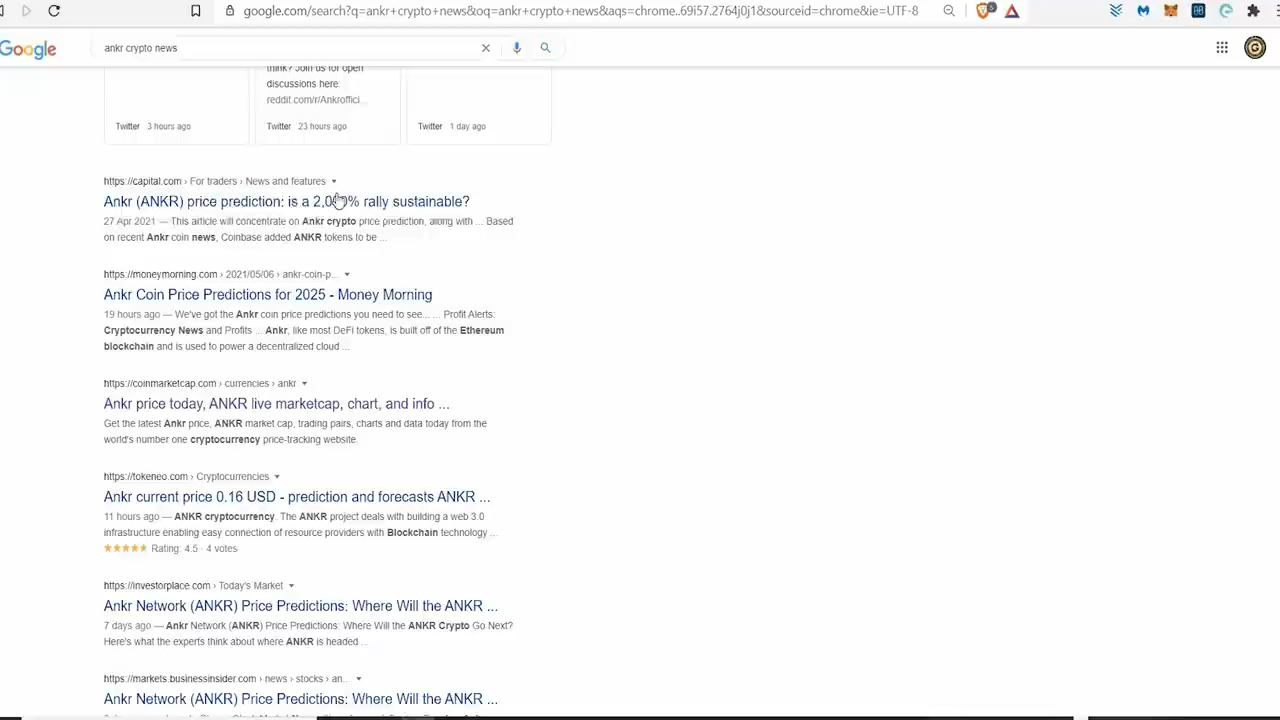 google.com/search?q=ankr+crypto+news&oq=ankr+crypto+news&aqs=chrome..69i57.2764j0j1&sourceid=chrome&ie=UTF-8
Google
ankr crypto news
think? Join us for open
discussions here:
reddit.com/r/Ankroffici...
Twitter 3 hours ago
Twitter 23 hours ago
Twitter 1 day ago
https://capital.com › For traders › News and features
Ankr (ANKR) price prediction: is a 2,000% rally sustainable?
27 Apr 2021 — This article will concentrate on Ankr crypto price prediction, along with ... Based
on recent Ankr coin news, Coinbase added ANKR tokens to be ...
https://moneymorning.com › 2021/05/06 › ankr-coin-p...
Ankr Coin Price Predictions for 2025 - Money Morning
19 hours ago — We've got the Ankr coin price predictions you need to see... ... Profit Alerts:
Cryptocurrency News and Profits ... Ankr, like most DeFi tokens, is built off of the Ethereum
blockchain and is used to power a decentralized cloud ...
https://coinmarketcap.com › currencies › ankr
Ankr price today, ANKR live marketcap, chart, and info ...
Get the latest Ankr price, ANKR market cap, trading pairs, charts and data today from the
world's number one cryptocurrency price-tracking website.
https://tokeneo.com › Cryptocurrencies
Ankr current price 0.16 USD - prediction and forecasts ANKR ...
11 hours ago — ANKR cryptocurrency. The ANKR project deals with building a web 3.0
infrastructure enabling easy connection of resource providers with Blockchain technology ...
Rating: 4.5 · 4 votes
https://investorplace.com › Today's Market
Ankr Network (ANKR) Price Predictions: Where Will the ANKR ...
7 days ago — Ankr Network (ANKR) Price Predictions: Where Will the ANKR Crypto Go Next?
Here's what the experts think about where ANKR is headed ...
https://markets.businessinsider.com › news › stocks › an...
Ankr Network (ANKR) Price Predictions: Where Will the ANKR ...